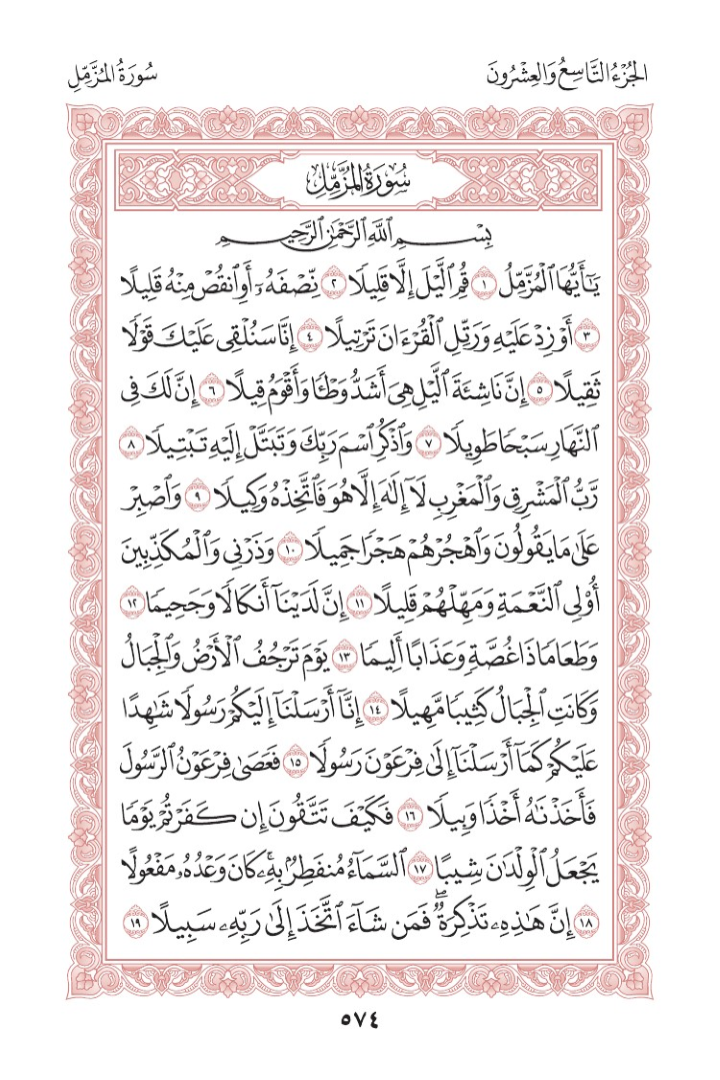 الجُزْءُ التَّاسِعُ وَالعِشْرُونَ
سُورَةُ المُزَّمِّلِ
سُورَةُ المُزَّمِّلِ
بِسْمِ ٱللَّهِ ٱلرَّحْمَٰنِ ٱلرَّحِيمِ
يَٰٓأَيُّهَا ٱلْمُزَّمِّلُ ١ قُمِ ٱلَّيْلَ إِلَّا قَلِيلًا ٢ نِّصْفَهُۥٓ أَوِ ٱنقُصْ مِنْهُ قَلِيلًا
٣ أَوْ زِدْ عَلَيْهِ وَرَتِّلِ ٱلْقُرْءَانَ تَرْتِيلًا ٤ إِنَّا سَنُلْقِى عَلَيْكَ قَوْلًا
ثَقِيلًا ٥ إِنَّ نَاشِئَةَ ٱلَّيْلِ هِىَ أَشَدُّ وَطْـًٔا وَأَقْوَمُ قِيلًا ٦ إِنَّ لَكَ فِى
ٱلنَّهَارِ سَبْحًا طَوِيلًا ٧ وَٱذْكُرِ ٱسْمَ رَبِّكَ وَتَبَتَّلْ إِلَيْهِ تَبْتِيلًا ٨
رَّبُّ ٱلْمَشْرِقِ وَٱلْمَغْرِبِ لَآ إِلَٰهَ إِلَّا هُوَ فَٱتَّخِذْهُ وَكِيلًا ٩ وَٱصْبِرْ
عَلَىٰ مَا يَقُولُونَ وَٱهْجُرْهُمْ هَجْرًا جَمِيلًا ١٠ وَذَرْنِى وَٱلْمُكَذِّبِينَ
أُو۟لِى ٱلنَّعْمَةِ وَمَهِّلْهُمْ قَلِيلًا ١١ إِنَّ لَدَيْنَآ أَنكَالًا وَجَحِيمًا ١٢
وَطَعَامًا ذَا غُصَّةٍ وَعَذَابًا أَلِيمًا ١٣ يَوْمَ تَرْجُفُ ٱلْأَرْضُ وَٱلْجِبَالُ
وَكَانَتِ ٱلْجِبَالُ كَثِيبًا مَّهِيلًا ١٤ إِنَّآ أَرْسَلْنَآ إِلَيْكُمْ رَسُولًا شَٰهِدًا
عَلَيْكُمْ كَمَآ أَرْسَلْنَآ إِلَىٰ فِرْعَوْنَ رَسُولًا ١٥ فَعَصَىٰ فِرْعَوْنُ ٱلرَّسُولَ
فَأَخَذْنَٰهُ أَخْذًا وَبِيلًا ١٦ فَكَيْفَ تَتَّقُونَ إِن كَفَرْتُمْ يَوْمًا
يَجْعَلُ ٱلْوِلْدَٰنَ شِيبًا ١٧ ٱلسَّمَآءُ مُنفَطِرٌۢ بِهِۦۚ كَانَ وَعْدُهُۥ مَفْعُولًا
١٨ إِنَّ هَٰذِهِۦ تَذْكِرَةٌۖ فَمَن شَآءَ ٱتَّخَذَ إِلَىٰ رَبِّهِۦ سَبِيلًا ١٩
٥٧٤